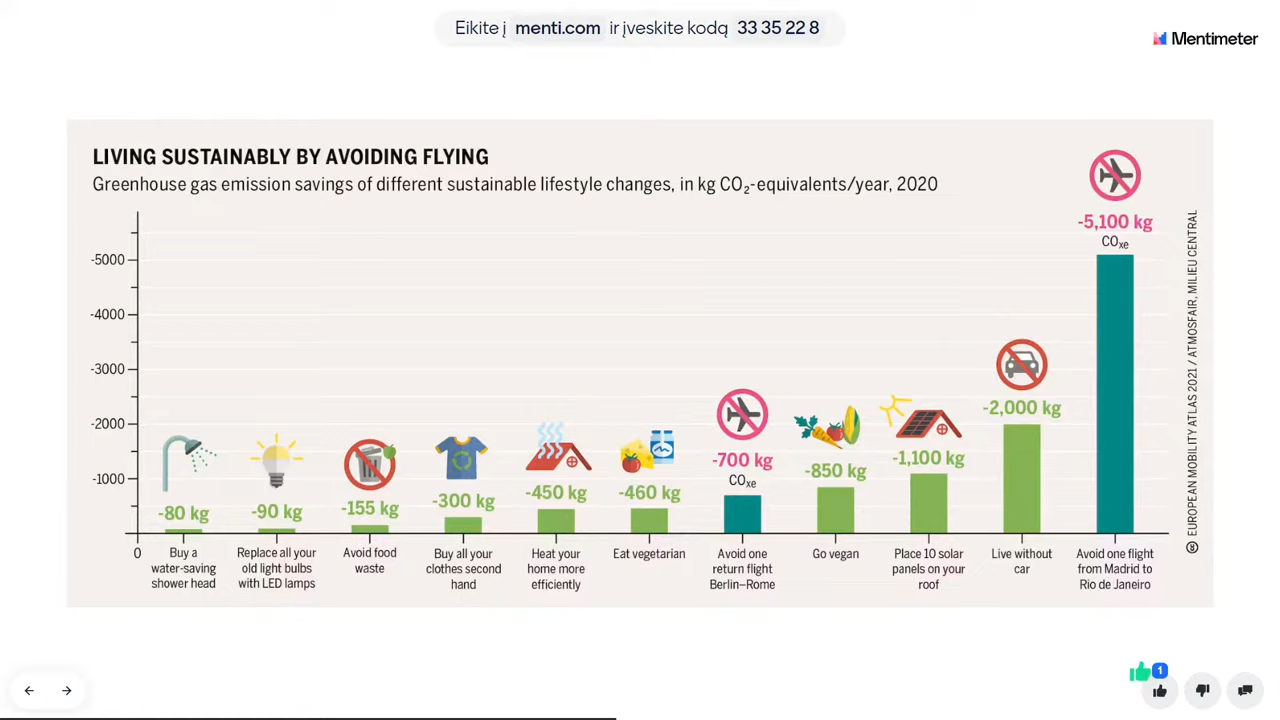 Eikite į menti.com ir įveskite kodą 33 35 22 8
Mentimeter
LIVING SUSTAINABLY BY AVOIDING FLYING
Greenhouse gas emission savings of different sustainable lifestyle changes, in kg CO₂-equivalents/year, 2020
-5000
-4000
-3000
-2000
-1000
0
-80 kg
-90 kg
-155 kg
-300 kg
-450 kg
-460 kg
-700 kg
COxe
-850 kg
-1,100 kg
-2,000 kg
-5,100 kg
COxe
Buy a
water-saving
shower head
Replace all your
old light bulbs
with LED lamps
Avoid food
waste
Buy all your
clothes second
hand
Heat your
home more
efficiently
Eat vegetarian
Avoid one
return flight
Berlin–Rome
Go vegan
Place 10 solar
panels on your
roof
Live without
car
Avoid one flight
from Madrid to
Rio de Janeiro
EUROPEAN MOBILITY ATLAS 2021 / ATMOSFAIR, MILIEU CENTRAL
1